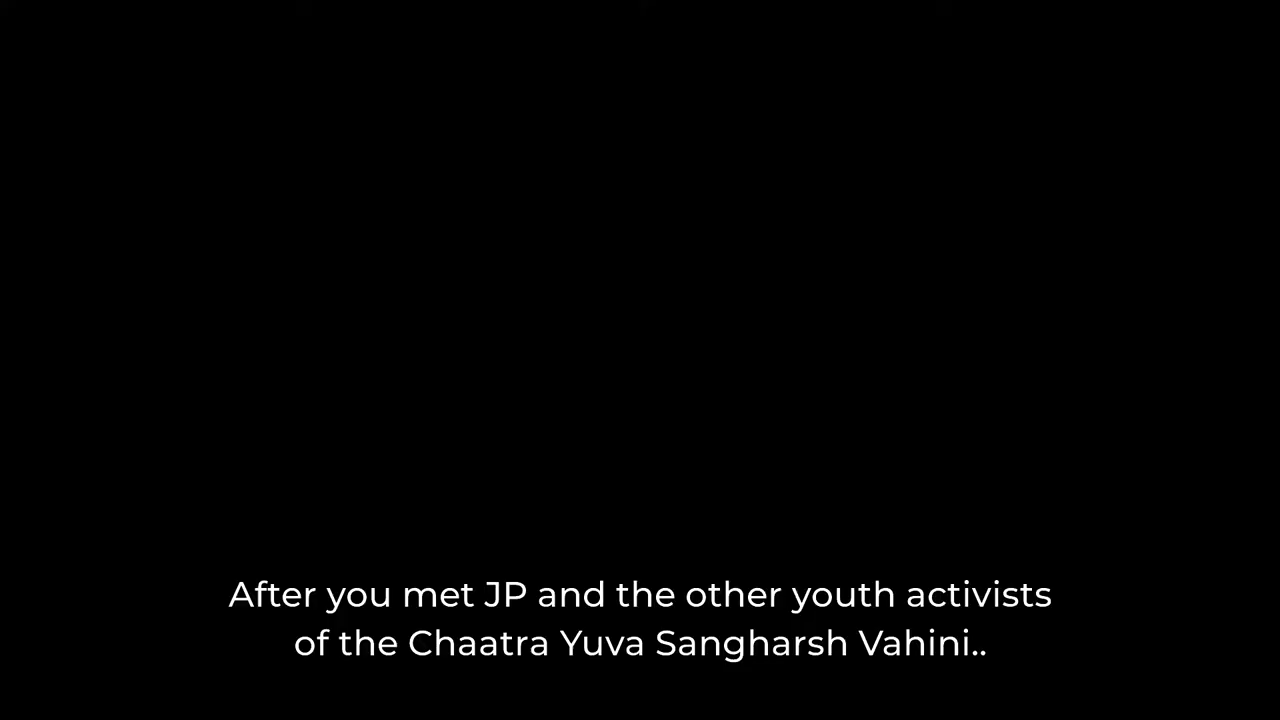 After you met JP and the other youth activists
of the Chaatra Yuva Sangharsh Vahini..